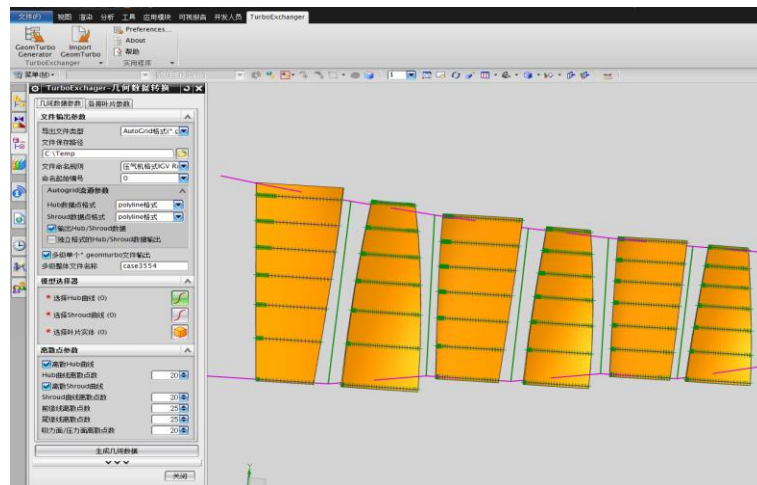 文件(F) 视图 渲染 分析 工具 应用模块 可视报告 开发人员 TurboExchanger
GeomTurbo Generator
Import GeomTurbo
Preferences...
About
帮助
TurboExchanger
实用程序
菜单(M)
TurboExchager-几何数据转换
几何数据参数
各排叶片参数
文件输出参数
导出文件类型 AutoGrid格式(*.g
文件保存路径
C:\Temp
文件命名规则 压气机格式IGV R
命名起始编号 0
Autogrid流道参数
Hub数据点格式 polyline格式
Shroud数据点格式 polyline格式
输出Hub/Shroud数据
独立格式的Hub/Shroud数据输出
多级单个*.geomturbo文件输出
多级整体文件名称 case3554
模型选择器
* 选择Hub曲线 (0)
* 选择Shroud曲线 (0)
* 选择叶片实体 (0)
离散点参数
离散Hub曲线
Hub曲线离散点数 20
离散Shroud曲线
Shroud曲线离散点数 20
前缘线离散点数 25
尾缘线离散点数 25
吸力面/压力面离散点数 20
生成几何数据
关闭